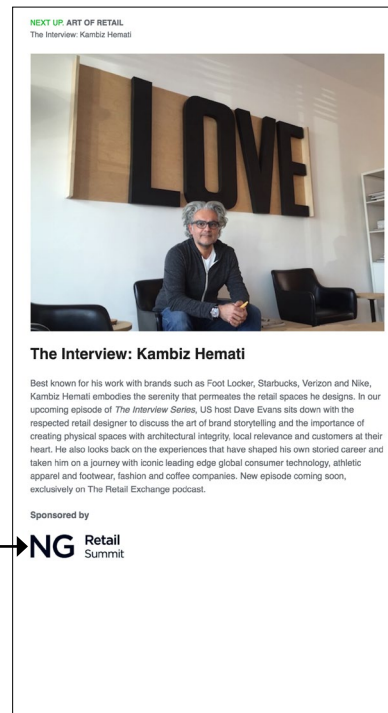 NEXT UP. ART OF RETAIL
The Interview: Kambiz Hemati
LOVE
The Interview: Kambiz Hemati
Best known for his work with brands such as Foot Locker, Starbucks, Verizon and Nike,
Kambiz Hemati embodies the serenity that permeates the retail spaces he designs. In our
upcoming episode of The Interview Series, US host Dave Evans sits down with the
respected retail designer to discuss the art of brand storytelling and the importance of
creating physical spaces with architectural integrity, local relevance and customers at their
heart. He also looks back on the experiences that have shaped his own storied career and
taken him on a journey with iconic leading edge global consumer technology, athletic
apparel and footwear, fashion and coffee companies. New episode coming soon,
exclusively on The Retail Exchange podcast.
Sponsored by
NG Retail
Summit